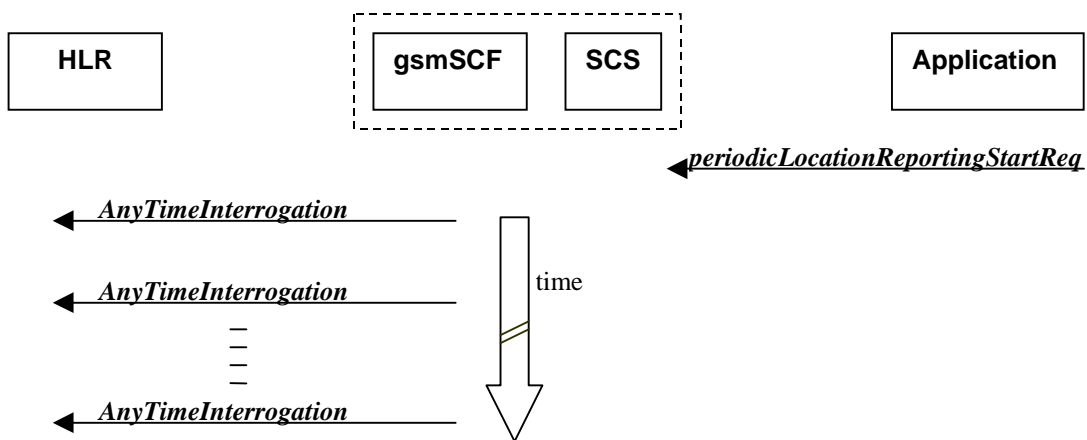 HLR
gsmSCF
SCS
Application
periodicLocationReportingStartReq
AnyTimeInterrogation
time
AnyTimeInterrogation
AnyTimeInterrogation